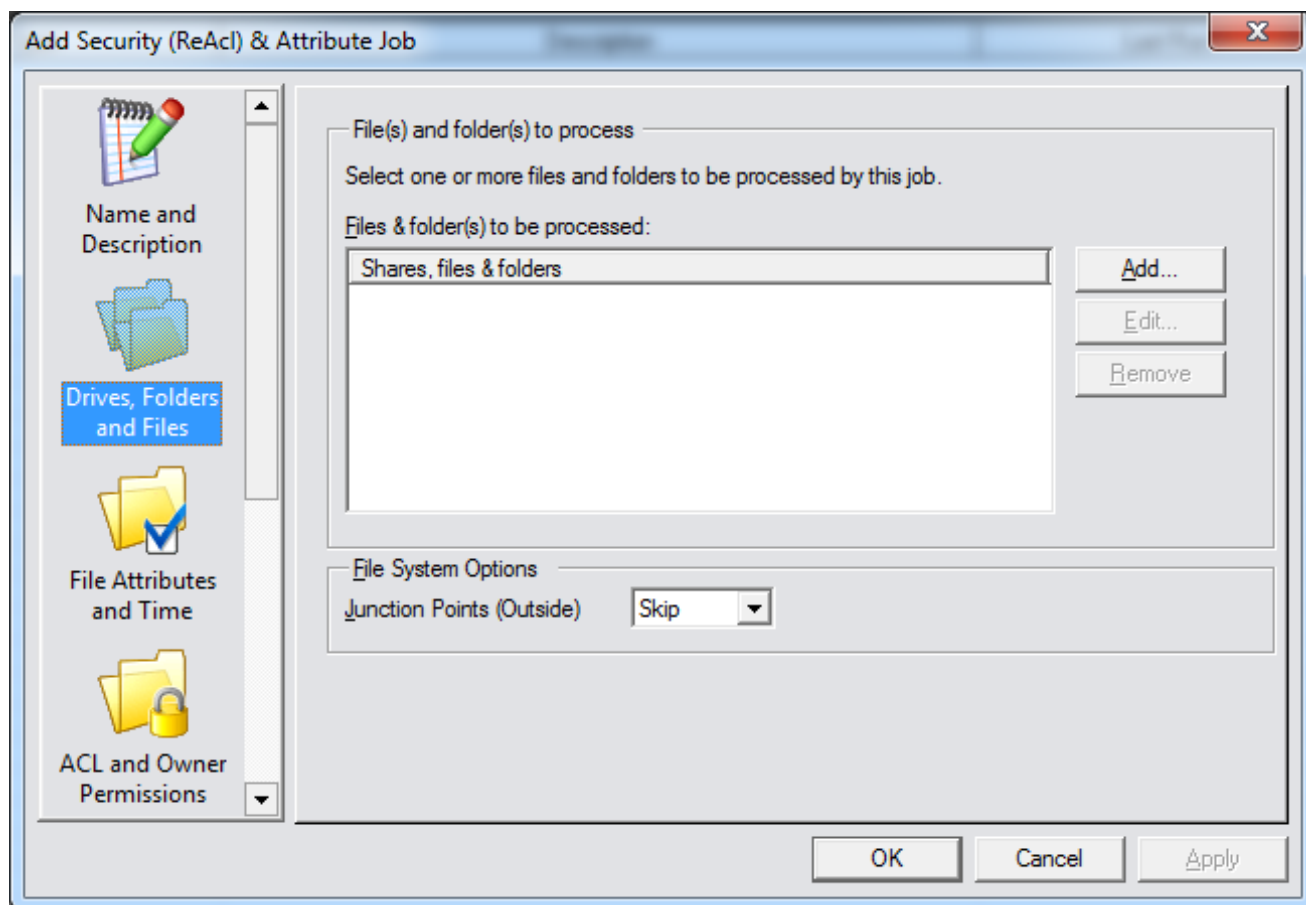 Add Security (ReAcl) & Attribute Job
Name and
Description
Drives, Folders
and Files
File Attributes
and Time
ACL and Owner
Permissions
File(s) and folder(s) to process
Select one or more files and folders to be processed by this job.
Files & folder(s) to be processed:
Shares, files & folders
Add...
Edit...
Remove
File System Options
Junction Points (Outside)
Skip
OK
Cancel
Apply